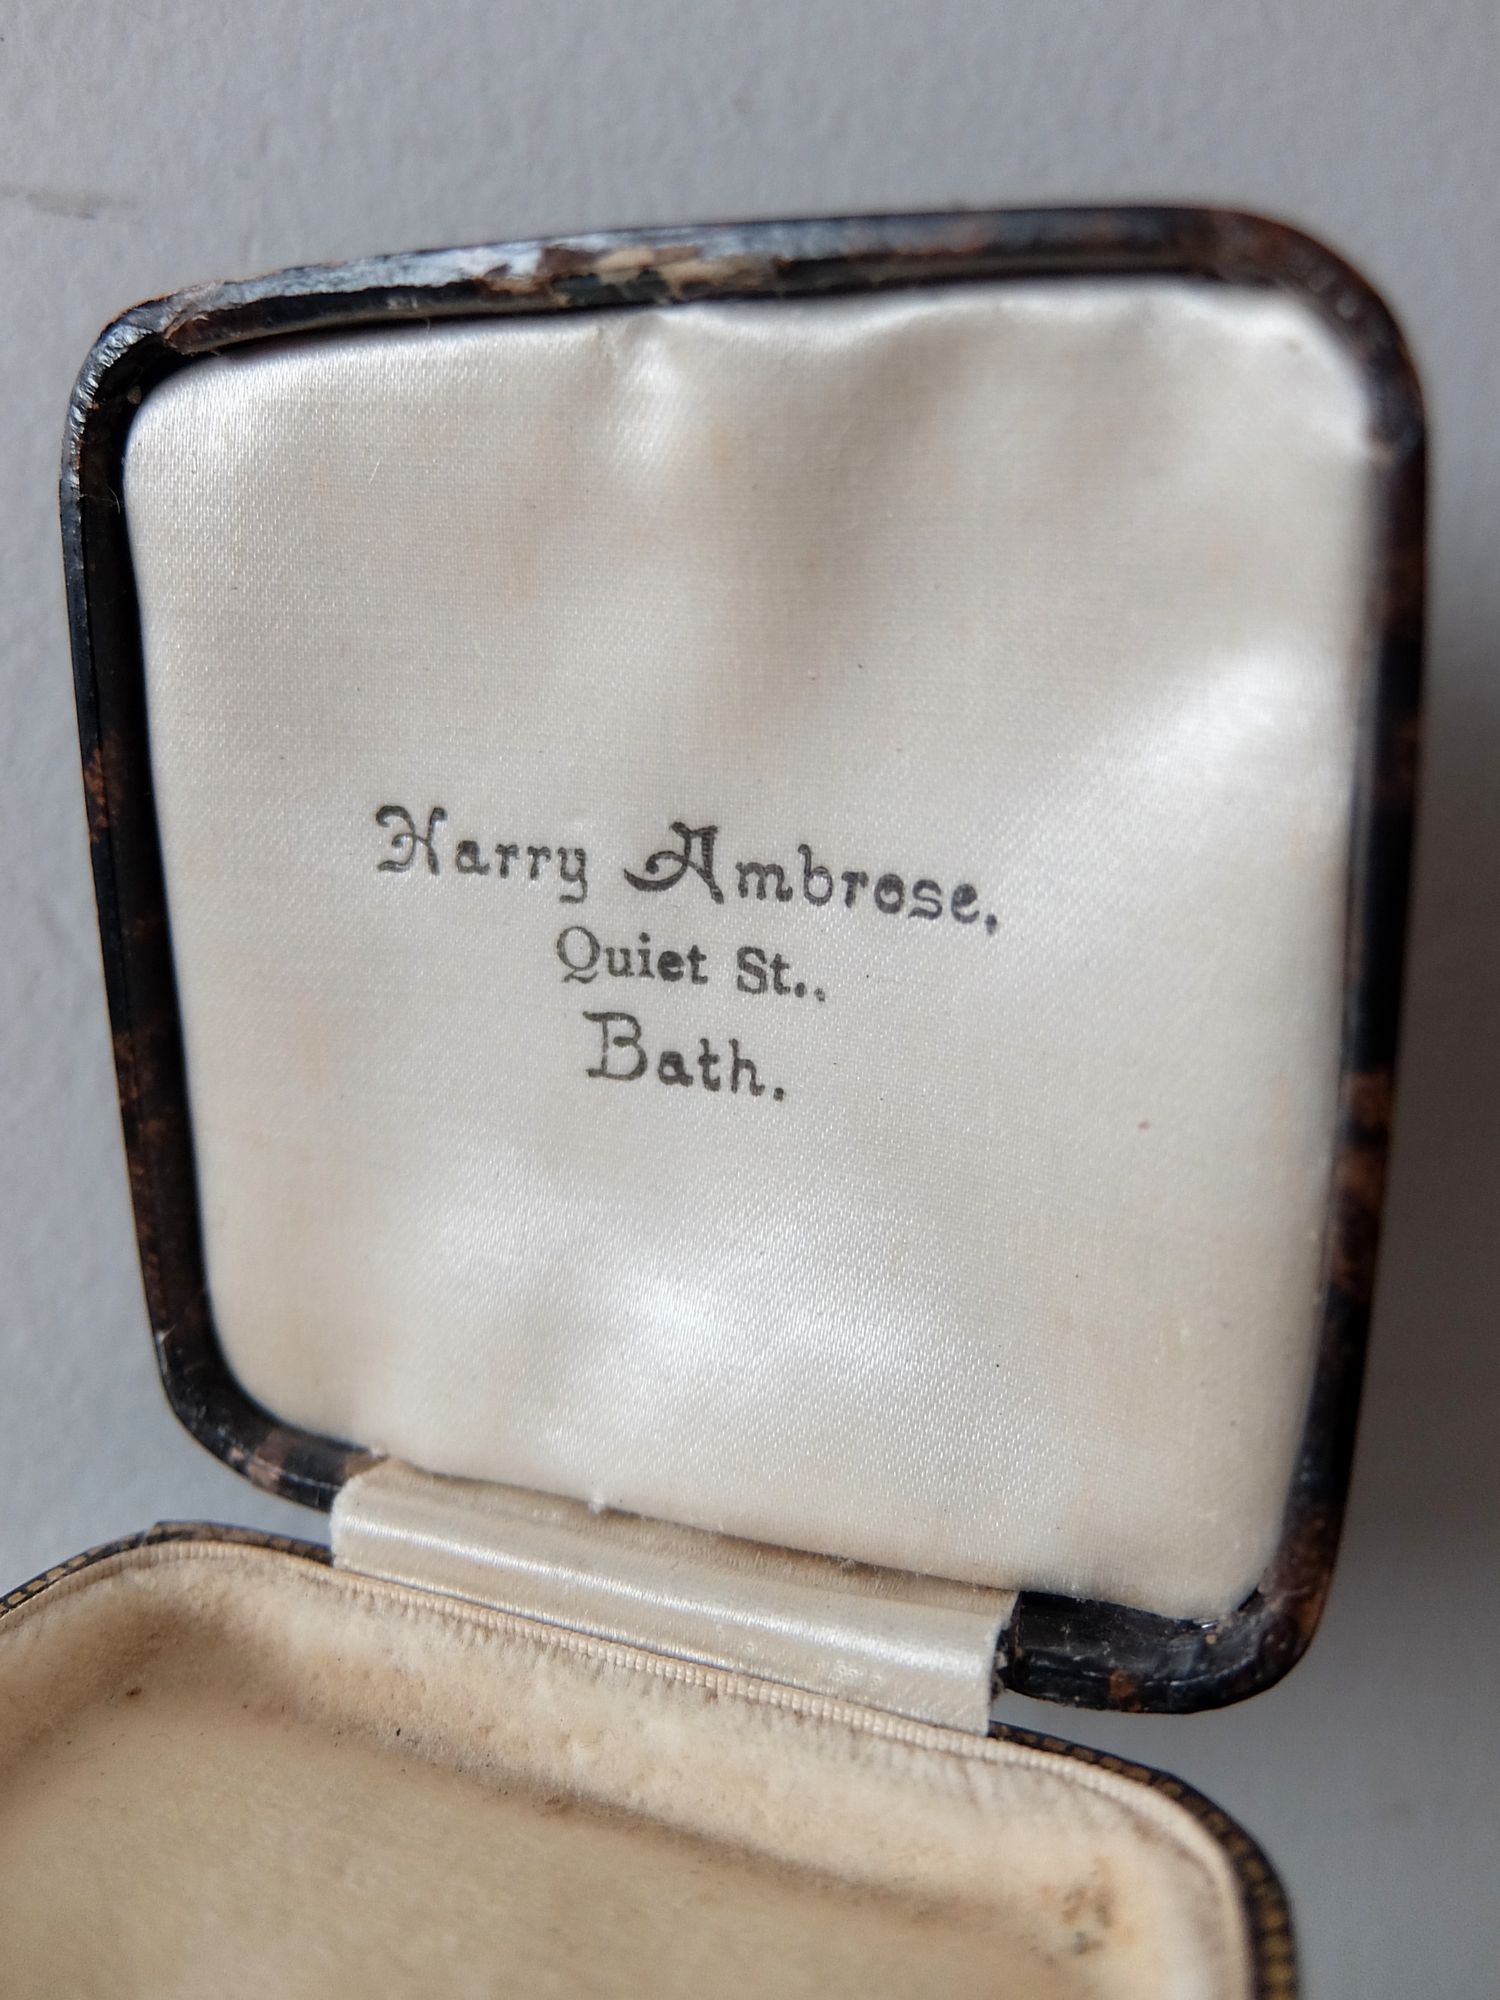 Harry Ambrose,
Quiet St.,
Bath.